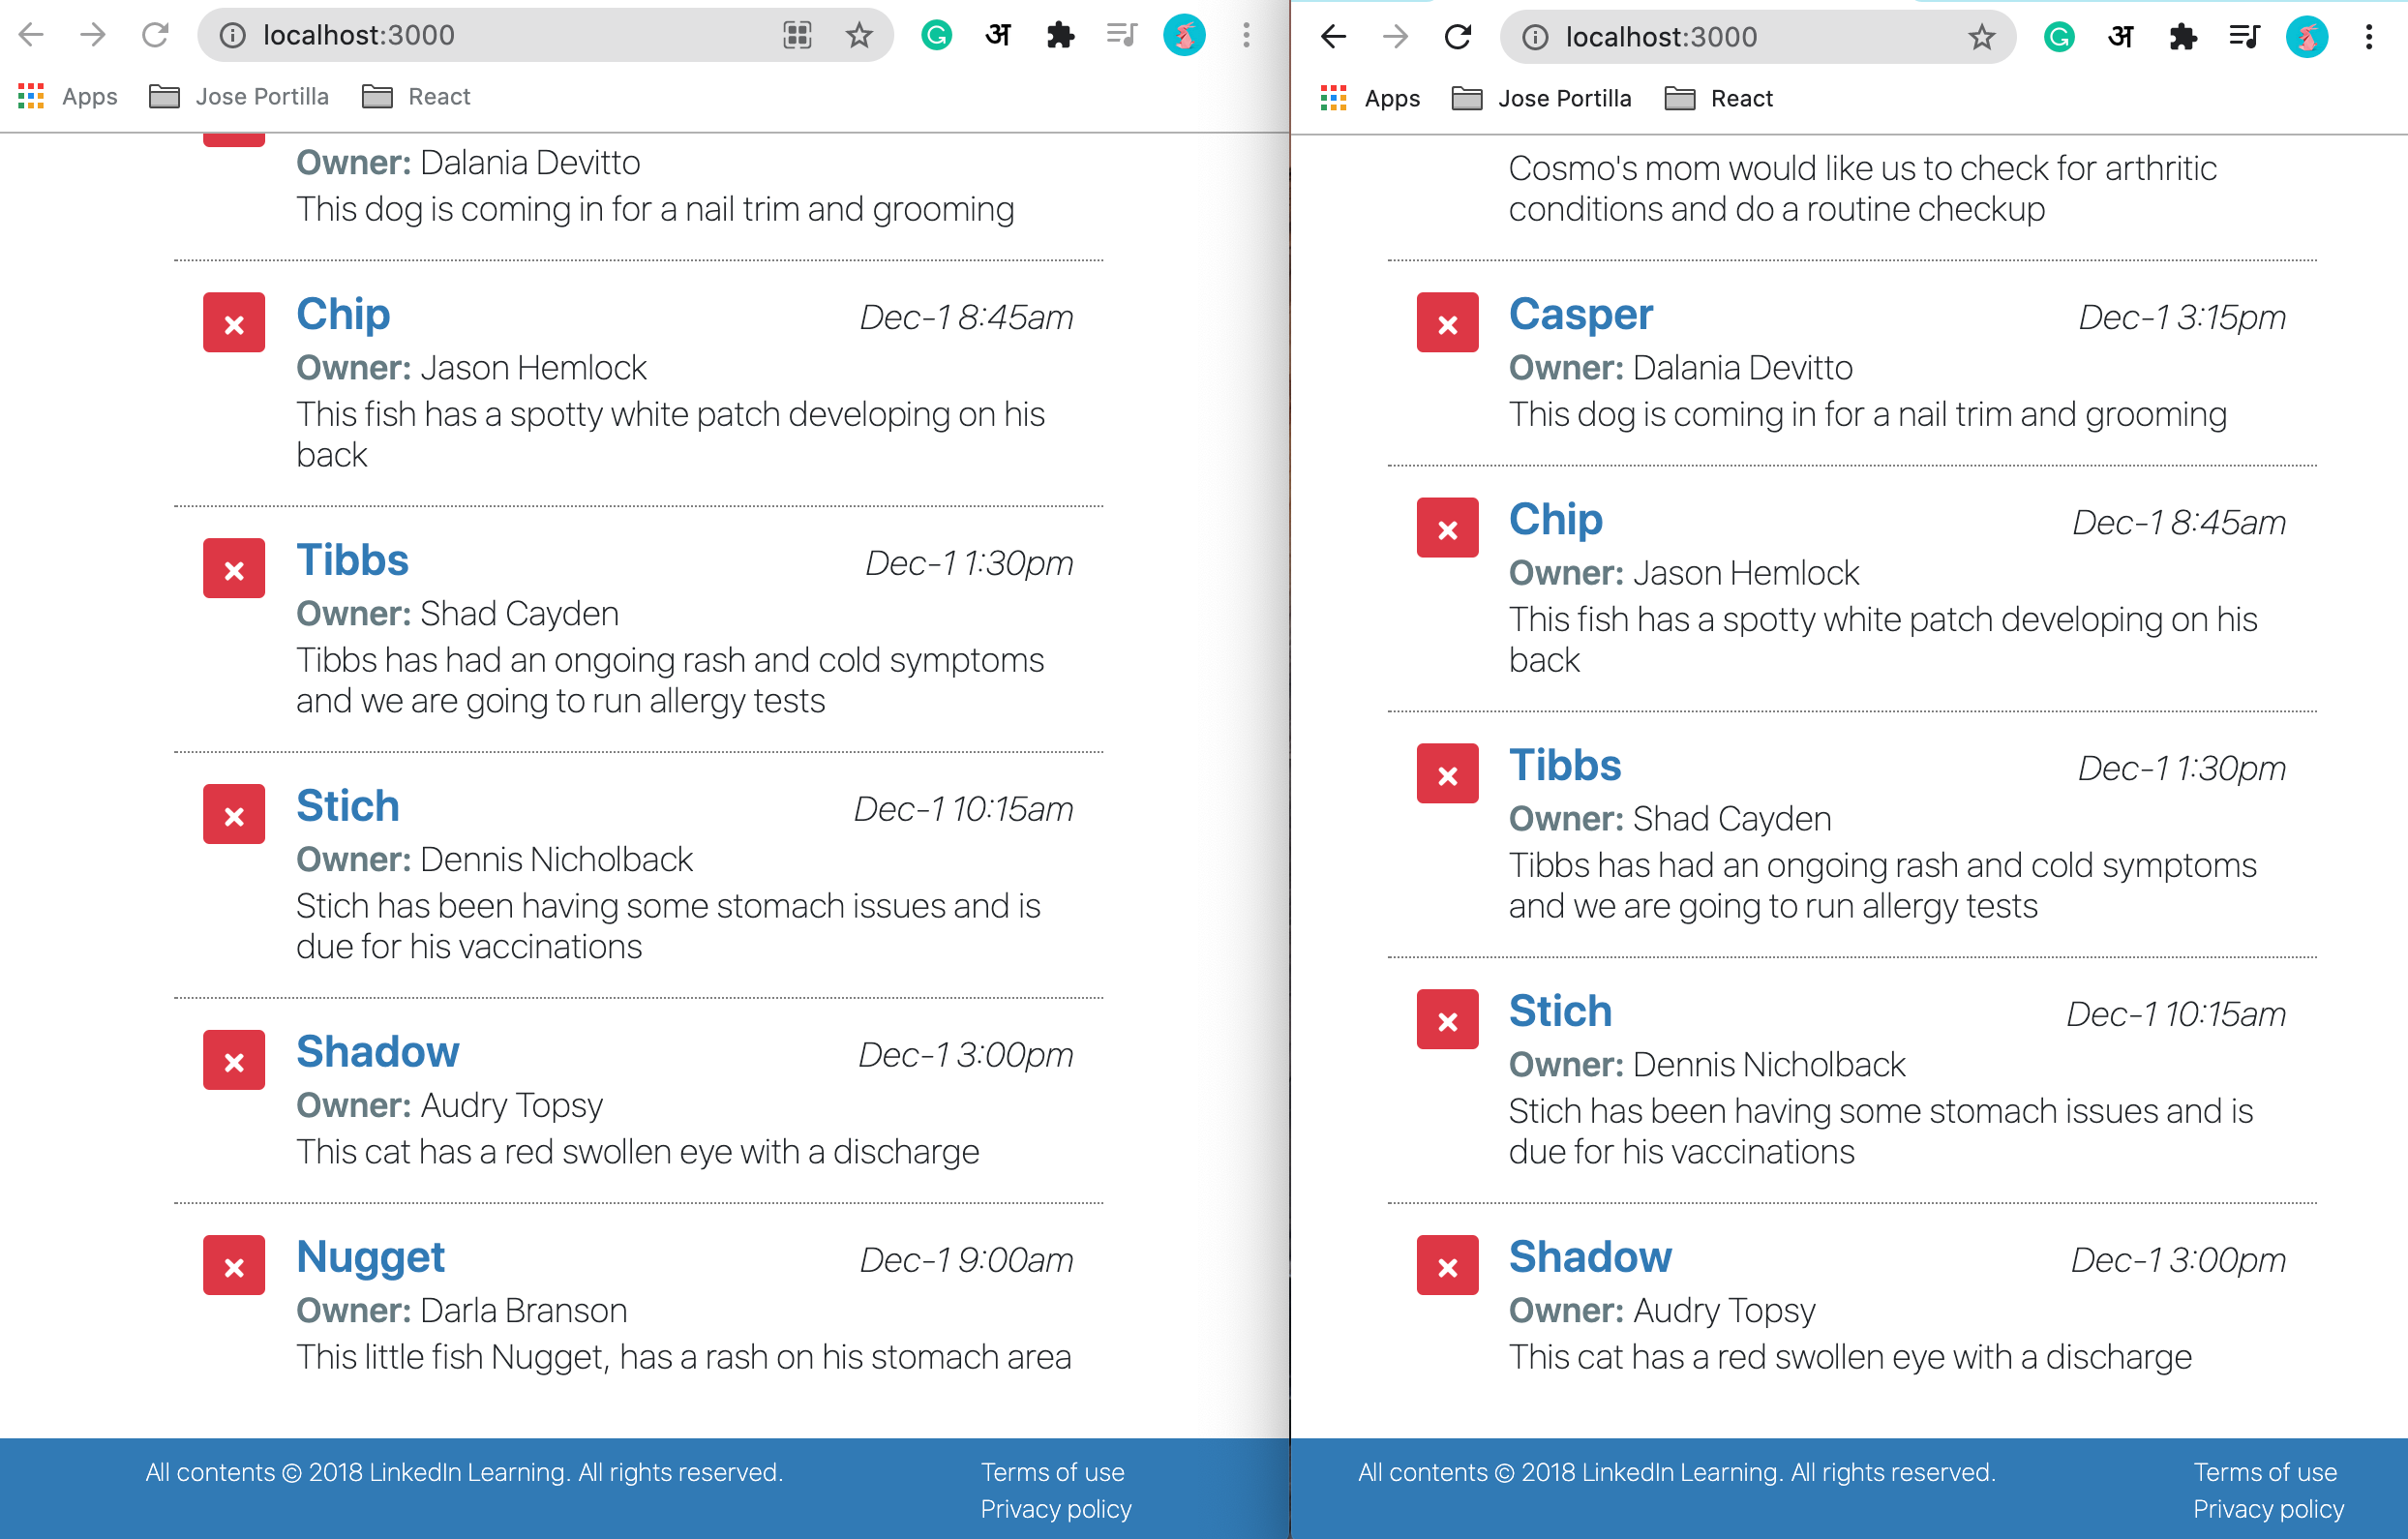 localhost:3000
अ
Apps
Jose Portilla
React
Owner: Dalania Devitto
This dog is coming in for a nail trim and grooming
Chip
Dec-1 8:45am
Owner: Jason Hemlock
This fish has a spotty white patch developing on his
back
Tibbs
Dec-1 1:30pm
Owner: Shad Cayden
Tibbs has had an ongoing rash and cold symptoms
and we are going to run allergy tests
Stich
Dec-1 10:15am
Owner: Dennis Nicholback
Stich has been having some stomach issues and is
due for his vaccinations
Shadow
Dec-1 3:00pm
Owner: Audry Topsy
This cat has a red swollen eye with a discharge
Nugget
Dec-1 9:00am
Owner: Darla Branson
This little fish Nugget, has a rash on his stomach area
All contents © 2018 LinkedIn Learning. All rights reserved.
Terms of use
Privacy policy
localhost:3000
अ
Apps
Jose Portilla
React
Cosmo's mom would like us to check for arthritic
conditions and do a routine checkup
Casper
Dec-1 3:15pm
Owner: Dalania Devitto
This dog is coming in for a nail trim and grooming
Chip
Dec-1 8:45am
Owner: Jason Hemlock
This fish has a spotty white patch developing on his
back
Tibbs
Dec-1 1:30pm
Owner: Shad Cayden
Tibbs has had an ongoing rash and cold symptoms
and we are going to run allergy tests
Stich
Dec-1 10:15am
Owner: Dennis Nicholback
Stich has been having some stomach issues and is
due for his vaccinations
Shadow
Dec-1 3:00pm
Owner: Audry Topsy
This cat has a red swollen eye with a discharge
All contents © 2018 LinkedIn Learning. All rights reserved.
Terms of use
Privacy policy